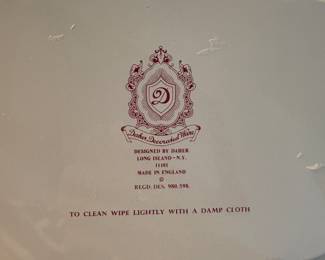 D
Daher Decorated Ware
DESIGNED BY DAHER
LONG ISLAND - N.Y.
11101
MADE IN ENGLAND
©
REGD. DES. 980,598.
TO CLEAN WIPE LIGHTLY WITH A DAMP CLOTH